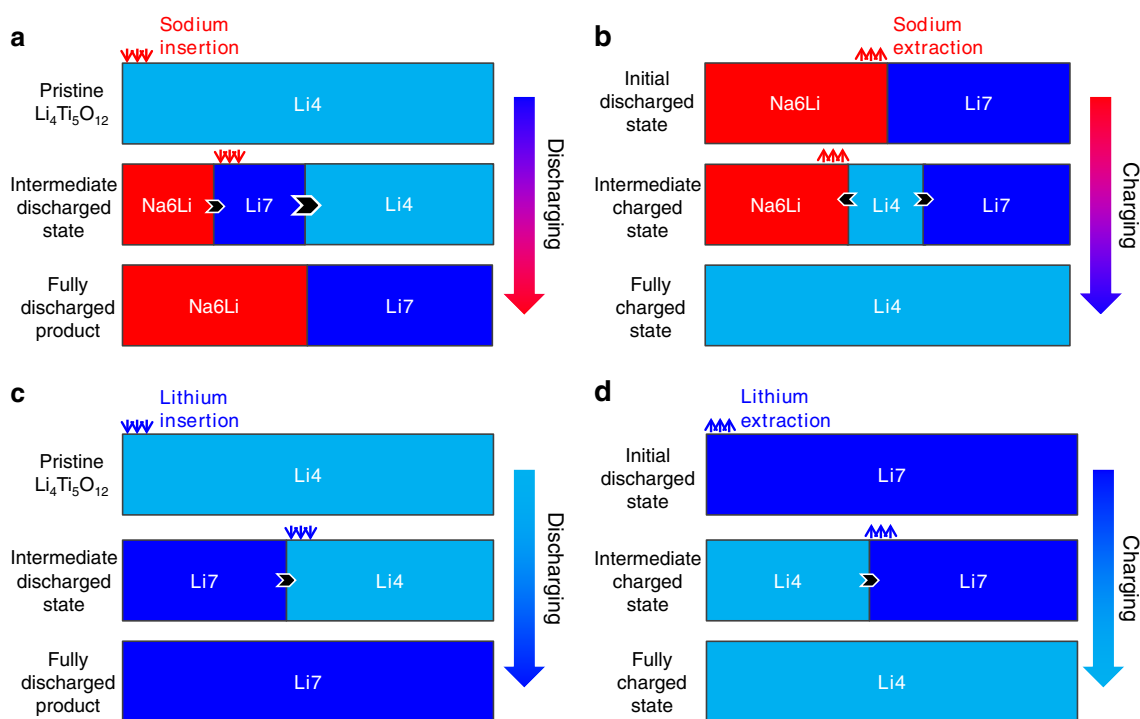 a
Sodium
insertion
Pristine
Li₄Ti₅O₁₂
Li4
Intermediate
discharged
state
Na6Li
Li7
Li4
Fully
discharged
product
Na6Li
Li7
Discharging
b
Sodium
extraction
Initial
discharged
state
Na6Li
Li7
Intermediate
charged
state
Na6Li
Li4
Li7
Fully
charged
state
Li4
Charging
c
Lithium
insertion
Pristine
Li₄Ti₅O₁₂
Li4
Intermediate
discharged
state
Li7
Li4
Fully
discharged
product
Li7
Discharging
d
Lithium
extraction
Initial
discharged
state
Li7
Intermediate
charged
state
Li4
Li7
Fully
charged
state
Li4
Charging